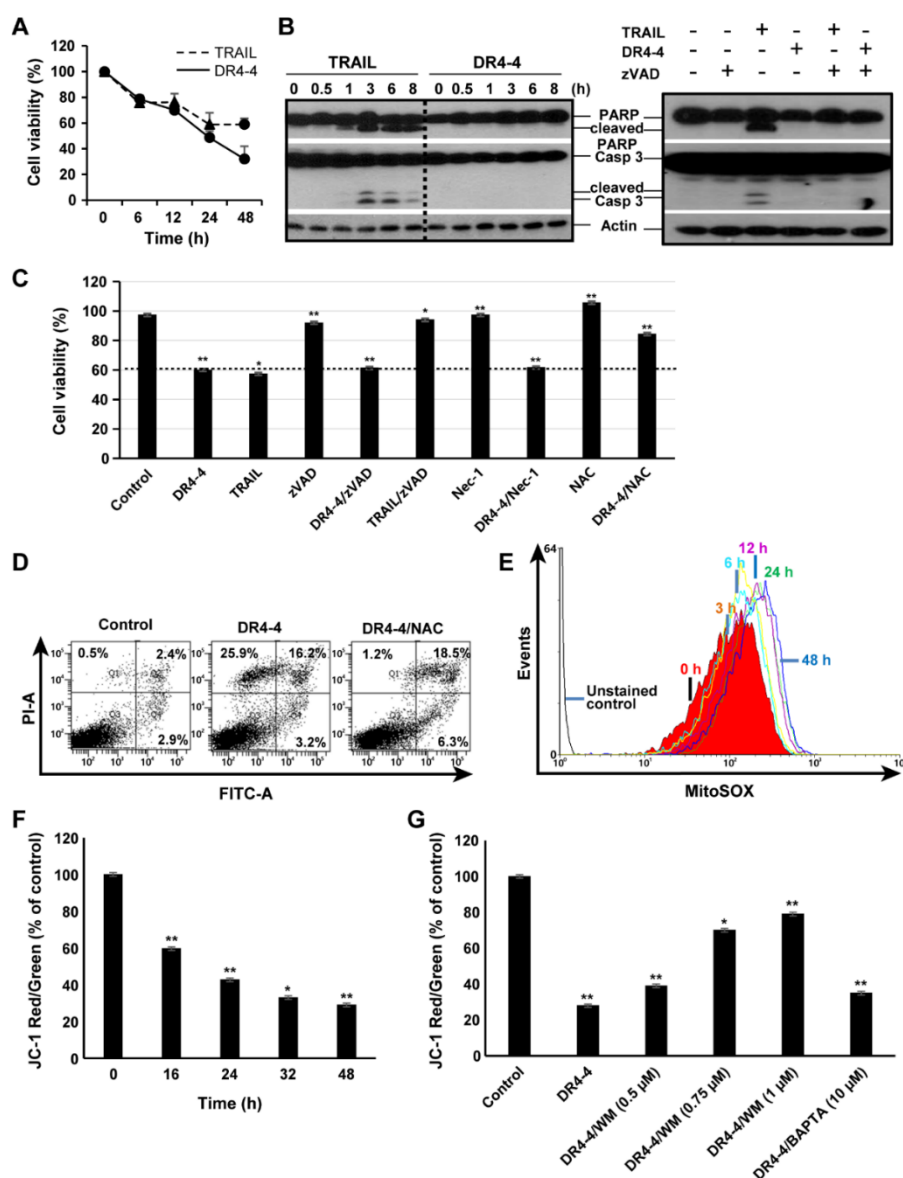 A
Cell viability (%)
120
100
80
60
40
20
0
TRAIL
DR4-4
0 6 12 24 48
Time (h)
B
TRAIL DR4-4
0 0.5 1 3 6 8 0 0.5 1 3 6 8 (h)
PARP
cleaved
PARP
Casp 3
cleaved
Casp 3
Actin
TRAIL - - + - + -
DR4-4 - - - + - +
zVAD - + - - + +
C
Cell viability (%)
120
100
80
60
40
20
0
** * ** ** * ** ** ** **
Control DR4-4 TRAIL zVAD DR4-4/zVAD TRAIL/zVAD Nec-1 DR4-4/Nec-1 NAC DR4-4/NAC
D
Control DR4-4 DR4-4/NAC
0.5% 2.4% 25.9% 16.2% 1.2% 18.5%
2.9% 3.2% 6.3%
PI-A
FITC-A
E
64
Events
0
Unstained
control
0 h
3 h
6 h
12 h
24 h
48 h
MitoSOX
F
JC-1 Red/Green (% of control)
120
100
80
60
40
20
0
** ** * **
0 16 24 32 48
Time (h)
G
JC-1 Red/Green (% of control)
120
100
80
60
40
20
0
** ** * ** **
Control DR4-4 DR4-4/WM (0.5 µM) DR4-4/WM (0.75 µM) DR4-4/WM (1 µM) DR4-4/BAPTA (10 µM)